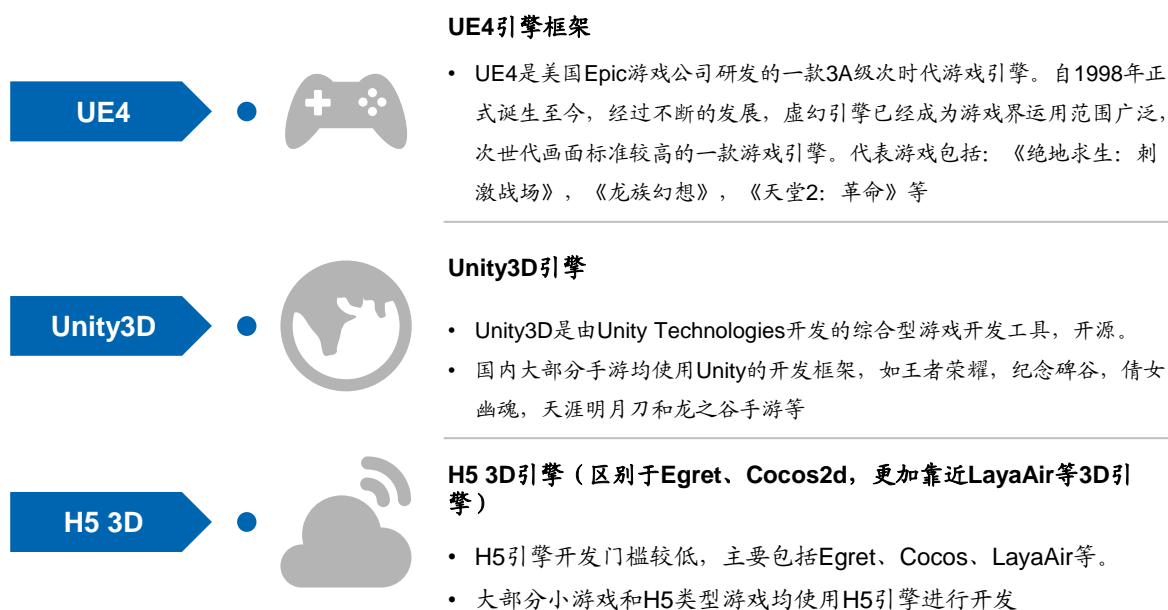 UE4引擎框架
UE4
• UE4是美国Epic游戏公司研发的一款3A级次时代游戏引擎。自1998年正
式诞生至今，经过不断的发展，虚幻引擎已经成为游戏界运用范围广泛，
次世代画面标准较高的一款游戏引擎。代表游戏包括：《绝地求生：刺
激战场》，《龙族幻想》，《天堂2：革命》等
Unity3D引擎
Unity3D
• Unity3D是由Unity Technologies开发的综合型游戏开发工具，开源。
• 国内大部分手游均使用Unity的开发框架，如王者荣耀，纪念碑谷，倩女
幽魂，天涯明月刀和龙之谷手游等
H5 3D引擎（区别于Egret、Cocos2d，更加靠近LayaAir等3D引
擎）
H5 3D
• H5引擎开发门槛较低，主要包括Egret、Cocos、LayaAir等。
• 大部分小游戏和H5类型游戏均使用H5引擎进行开发